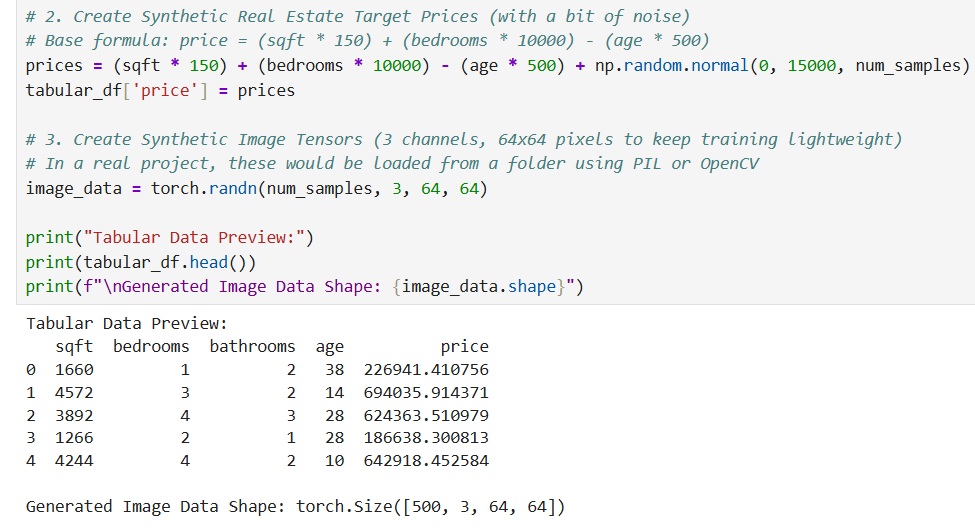 # 2. Create Synthetic Real Estate Target Prices (with a bit of noise)
# Base formula: price = (sqft * 150) + (bedrooms * 10000) - (age * 500)
prices = (sqft * 150) + (bedrooms * 10000) - (age * 500) + np.random.normal(0, 15000, num_samples)
tabular_df['price'] = prices
# 3. Create Synthetic Image Tensors (3 channels, 64x64 pixels to keep training lightweight)
# In a real project, these would be loaded from a folder using PIL or OpenCV
image_data = torch.randn(num_samples, 3, 64, 64)
print("Tabular Data Preview:")
print(tabular_df.head())
print(f"\nGenerated Image Data Shape: {image_data.shape}")
Tabular Data Preview:
   sqft  bedrooms  bathrooms  age          price
0  1660         1          2   38  226941.410756
1  4572         3          2   14  694035.914371
2  3892         4          3   28  624363.510979
3  1266         2          1   28  186638.300813
4  4244         4          2   10  642918.452584
Generated Image Data Shape: torch.Size([500, 3, 64, 64])